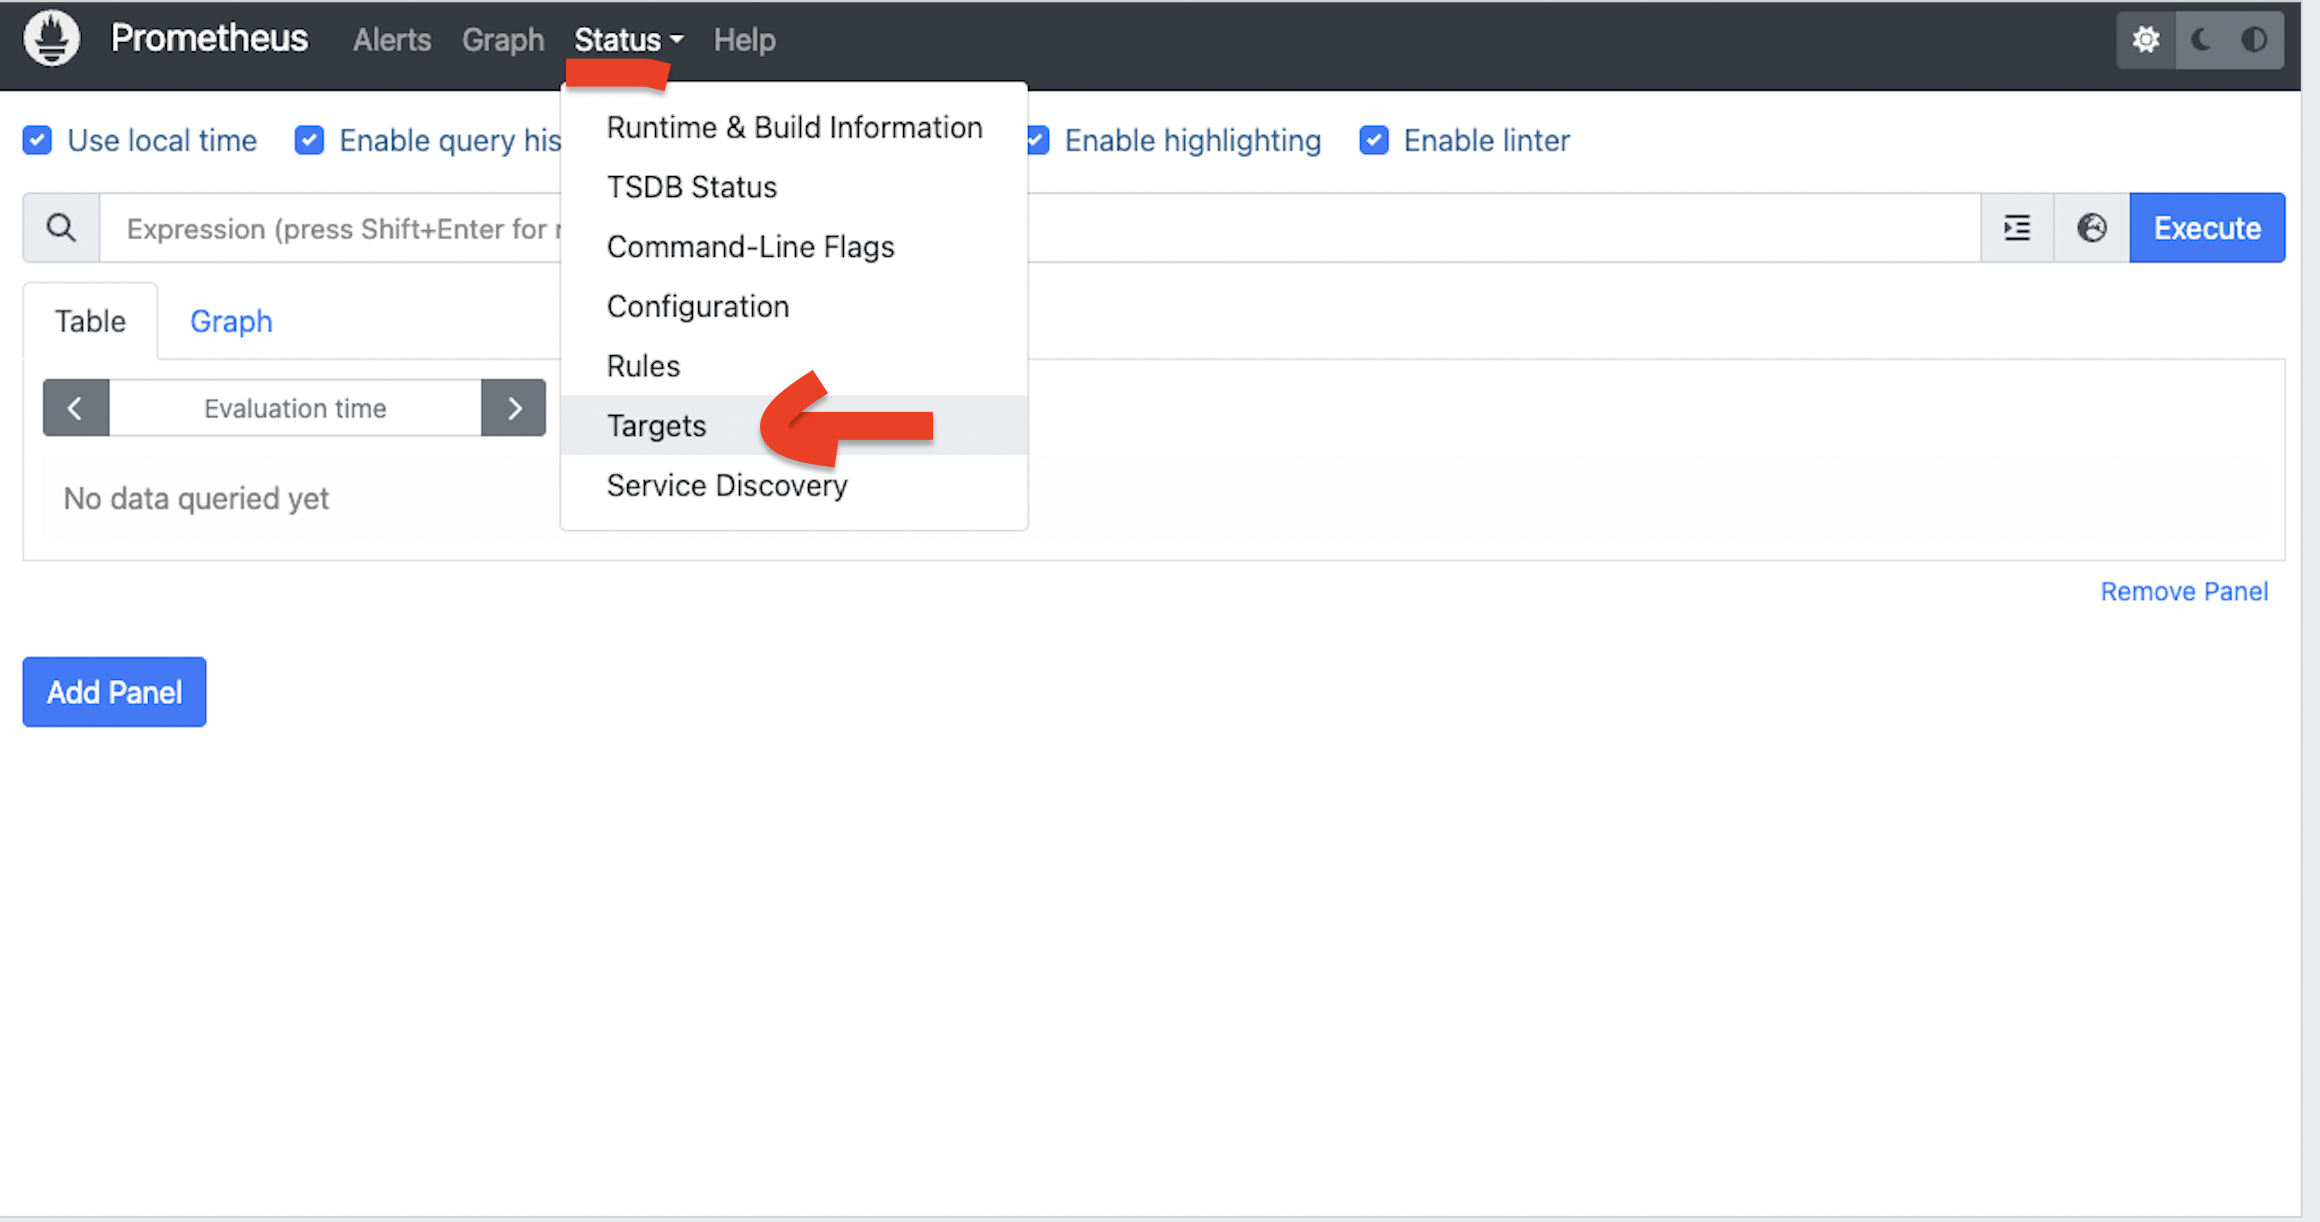 Prometheus Alerts Graph Status Help
Use local time Enable query his Enable highlighting Enable linter
Expression (press Shift+Enter for Execute
Runtime & Build Information
TSDB Status
Command-Line Flags
Configuration
Rules
Targets
Service Discovery
Table Graph
Evaluation time
No data queried yet
Remove Panel
Add Panel